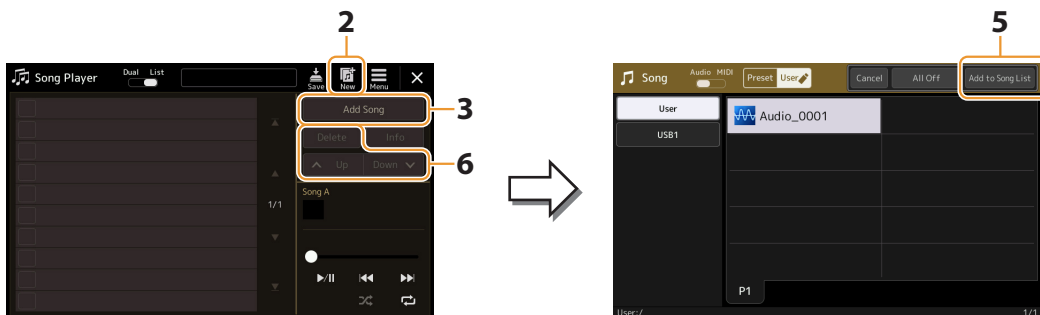 2
5
Song Player
Dual List
Save
New
Menu
Add Song
3
Delete Info
Up Down
6
Song A
1/1
Song
Audio MIDI
Preset User
Cancel
All Off
Add to Song List
User
USB1
Audio_0001
P1
User:/
1/1